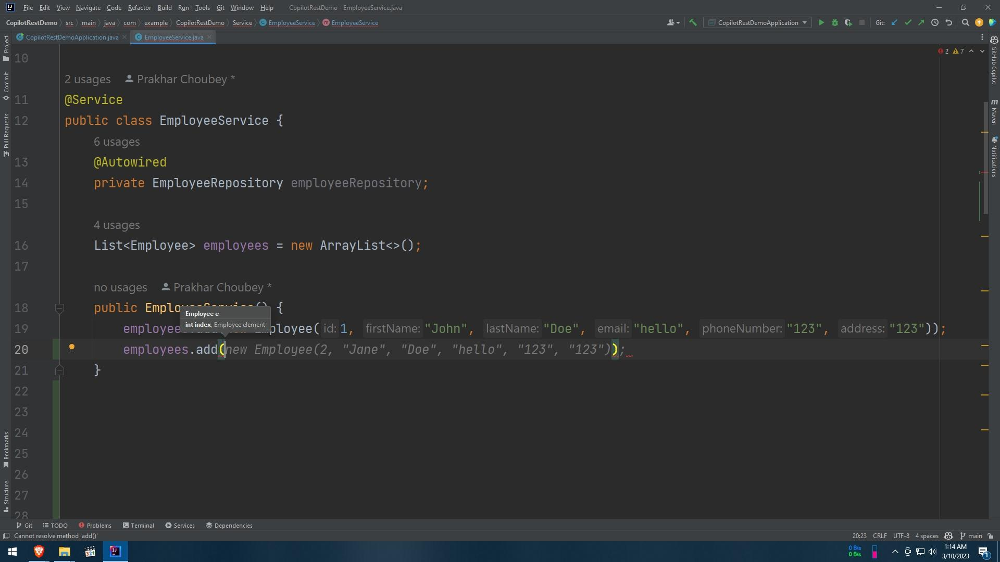 File Edit View Navigate Code Refactor Build Run Tools Git Window Help CopilotRestDemo - EmployeeService.java
CopilotRestDemo src main java com example CopilotRestDemo Service EmployeeService EmployeeService CopilotRestDemoApplication Git:
CopilotRestDemoApplication.java EmployeeService.java
2 7
Project
Commit
Pull Requests
Bookmarks
Structure
GitHub Copilot
Maven
Notifications
10
2 usages Prakhar Choubey *
11 @Service
12 public class EmployeeService {
6 usages
13 @Autowired
14 private EmployeeRepository employeeRepository;
15
4 usages
16 List<Employee> employees = new ArrayList<>();
17
no usages Prakhar Choubey *
18 public EmployeeService() {
Employee e
int index, Employee element
19 employees.add(new Employee( id: 1, firstName: "John", lastName: "Doe", email: "hello", phoneNumber: "123", address: "123"));
20 employees.add(new Employee(2, "Jane", "Doe", "hello", "123", "123"));
21 }
22
23
24
25
26
27
28
Git TODO Problems Terminal Services Dependencies
Cannot resolve method 'add()' 20:23 CRLF UTF-8 4 spaces main
0 B/s
0 B/s
321
1:14 AM
3/10/2023
1